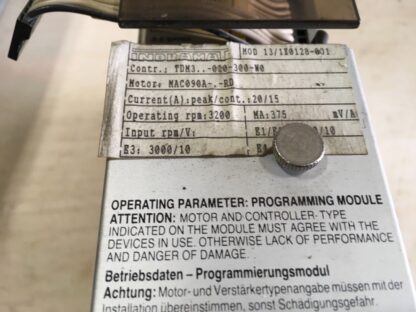 INDRAMAT MOD 13/1X0128-001
Contr.: TDM3..-020-300-W0
Motor: MAC090A-.-RD
Current(A):peak/cont.:20/15
Operating rpm:3200 MA:375 mV/A
Input rpm/V: E1/E /10
E3: 3000/10
OPERATING PARAMETER: PROGRAMMING MODULE
ATTENTION: MOTOR AND CONTROLLER-TYPE
INDICATED ON THE MODULE MUST AGREE WITH THE
DEVICES IN USE. OTHERWISE LACK OF PERFORMANCE
AND DANGER OF DAMAGE.
Betriebsdaten – Programmierungsmodul
Achtung: Motor- und Verstärkertypenangabe müssen mit der
Installation übereinstimmen, sonst Schädigungsgefahr.